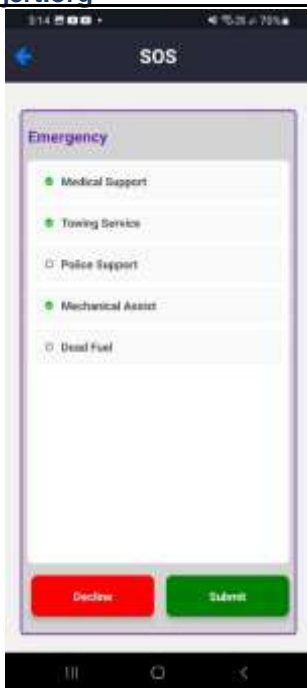 SOS
Emergency
Medical Support
Towing Service
Police Support
Mechanical Assist
Dead Fuel
Decline
Submit